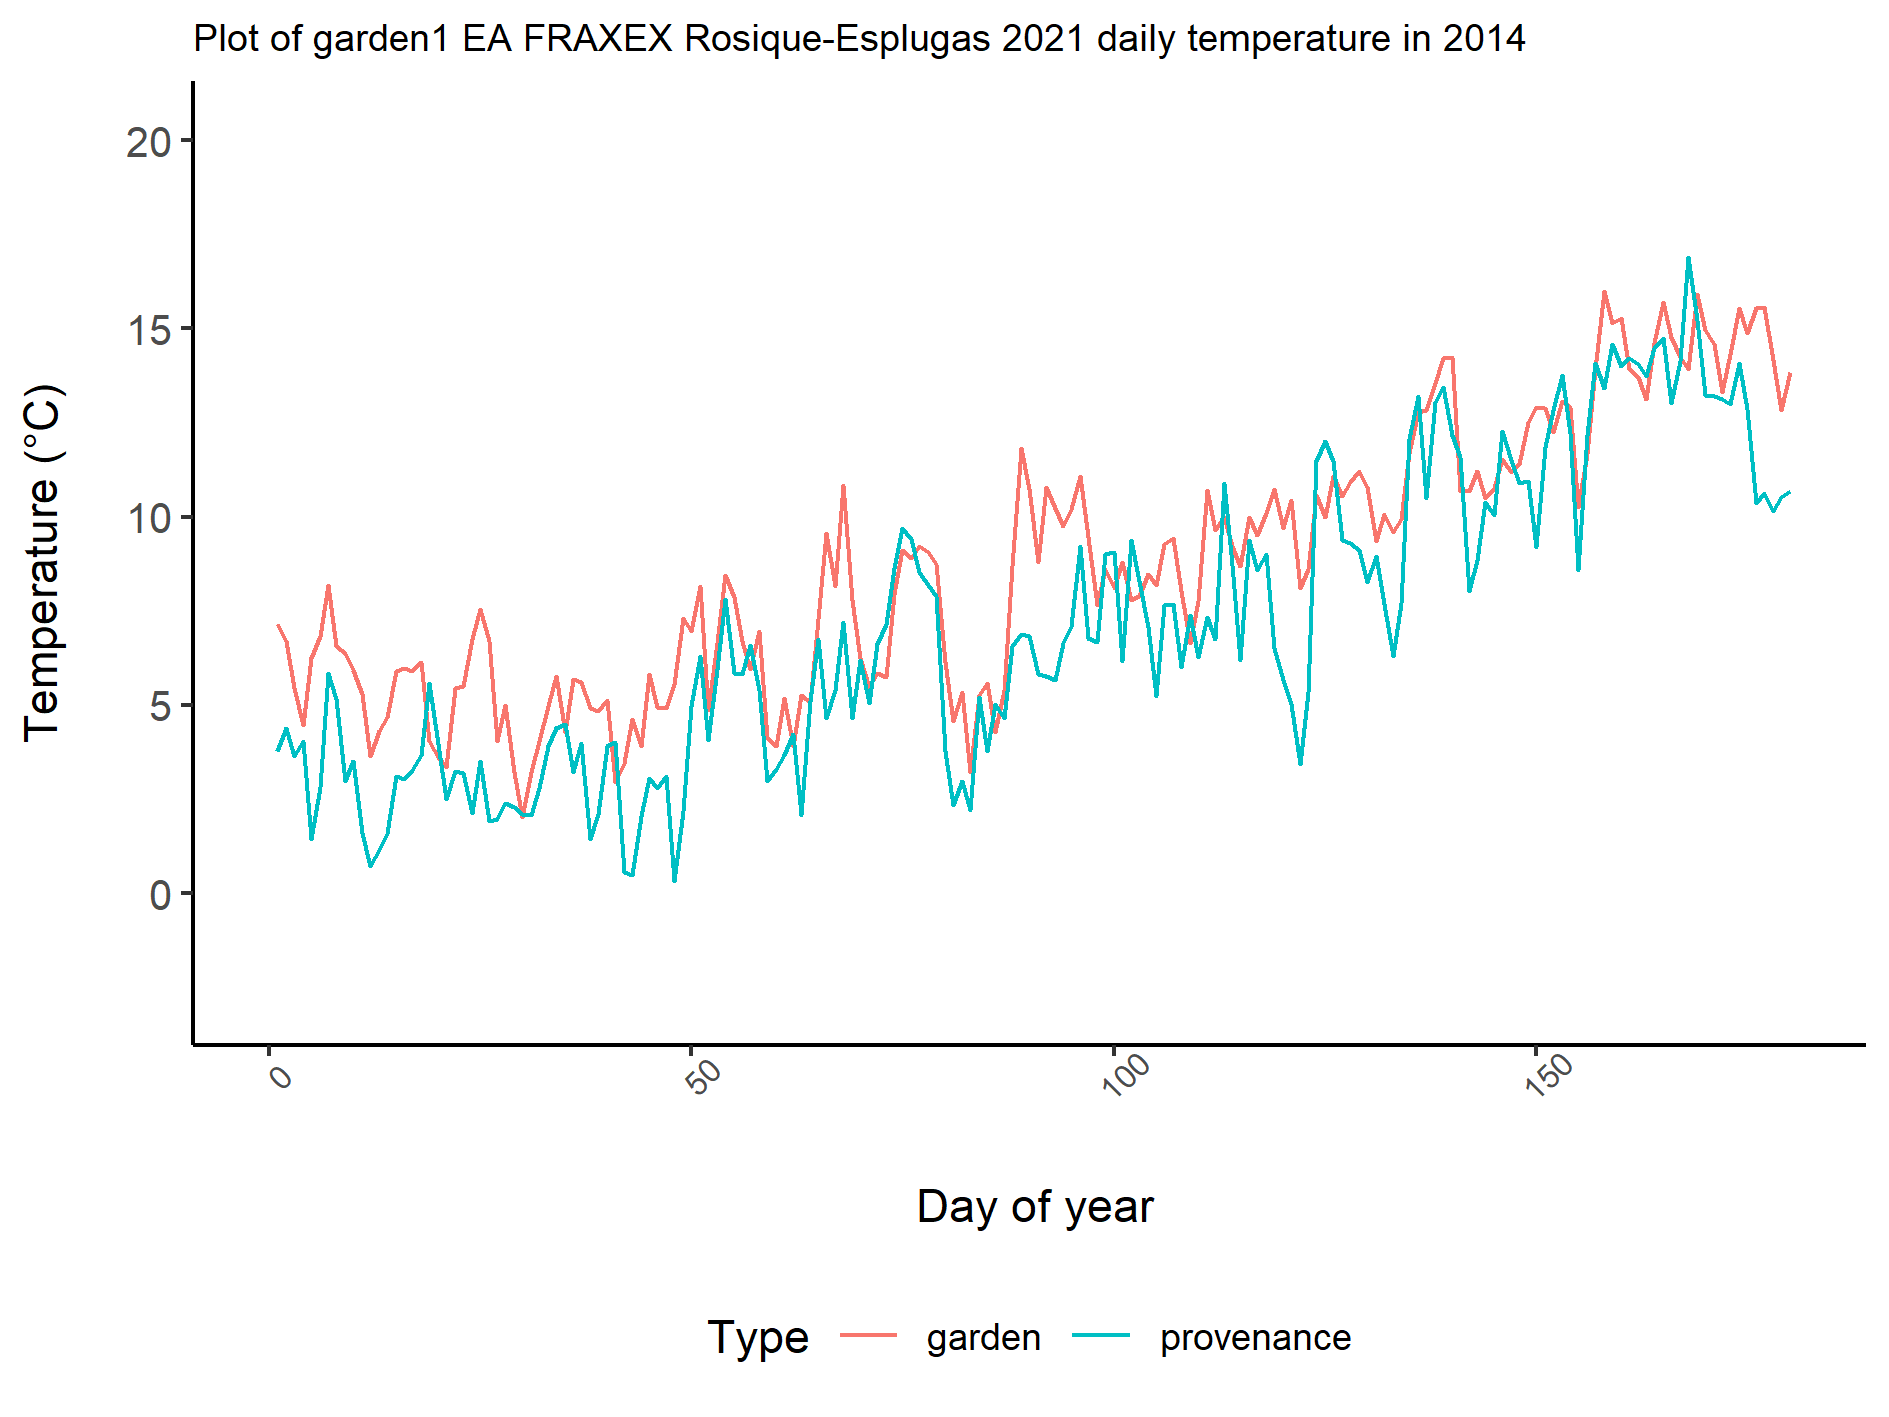 Plot of garden1 EA FRAXEX Rosique-Esplugas 2021 daily temperature in 2014
Temperature (°C)
20
15
10
5
0
0 50 100 150
Day of year
Type garden provenance